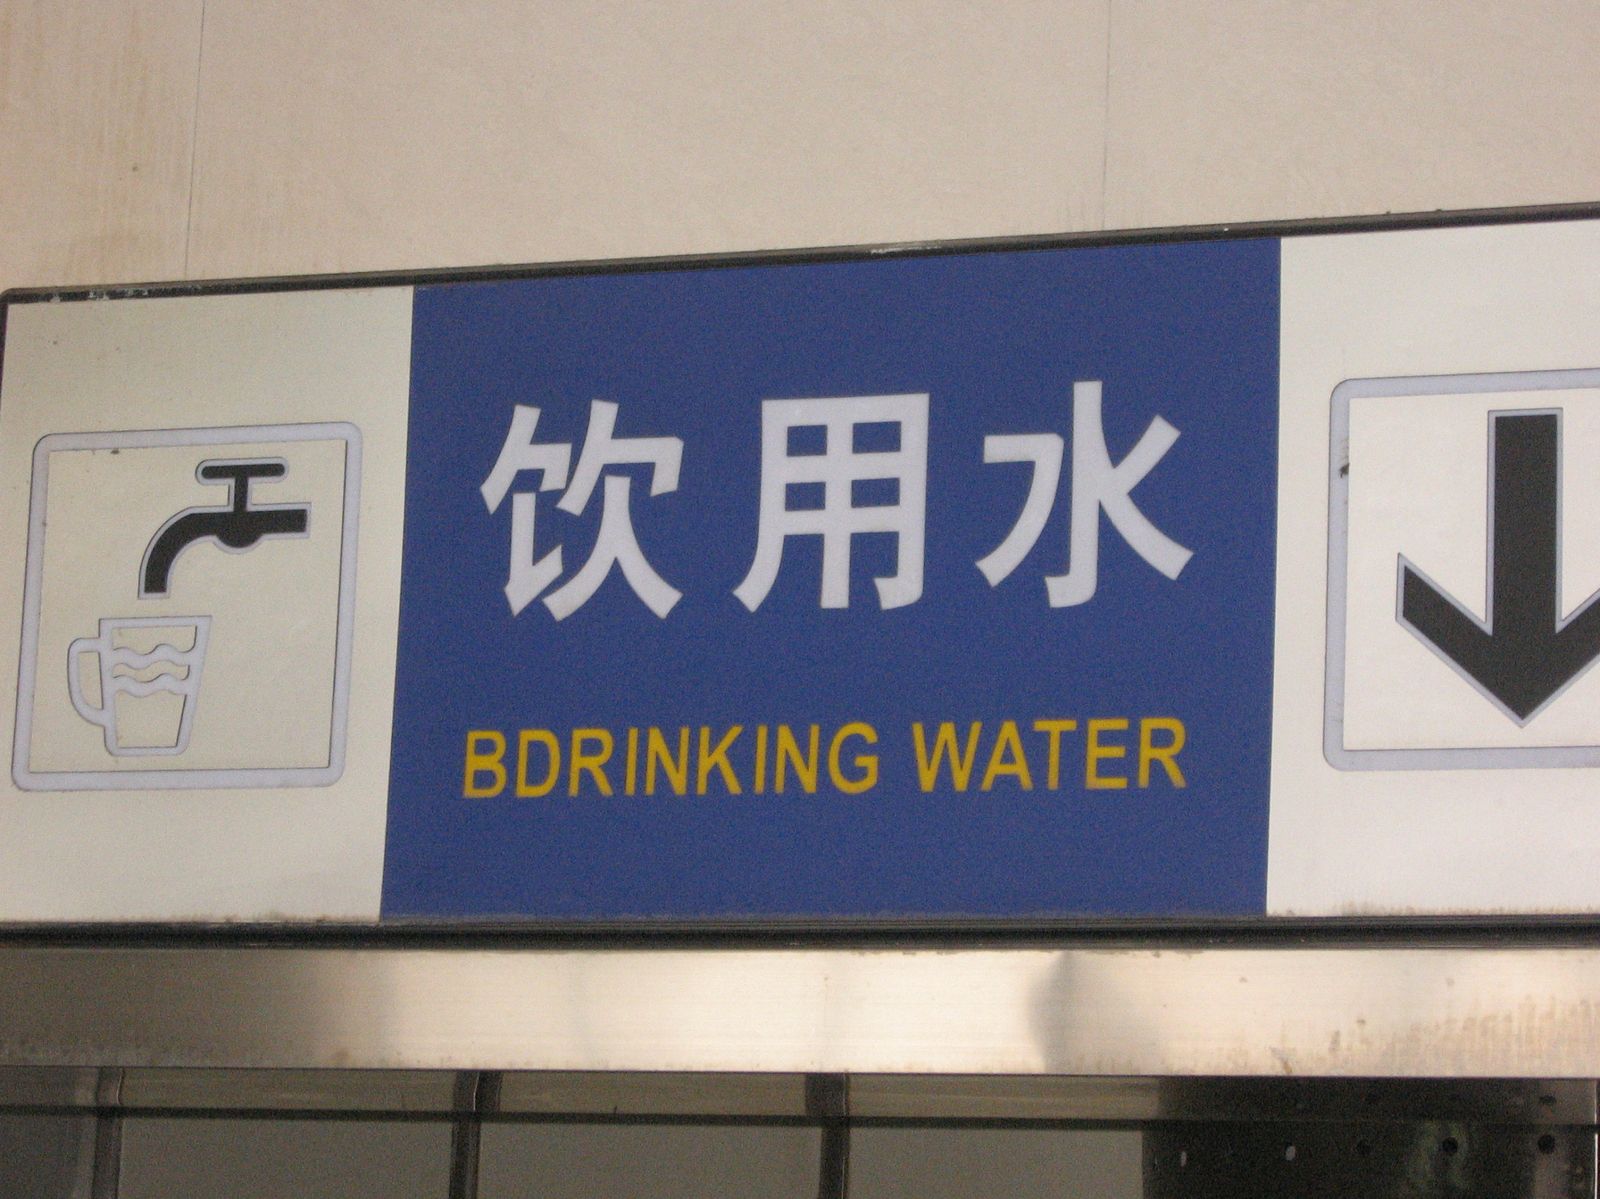 饮用水
BDRINKING WATER